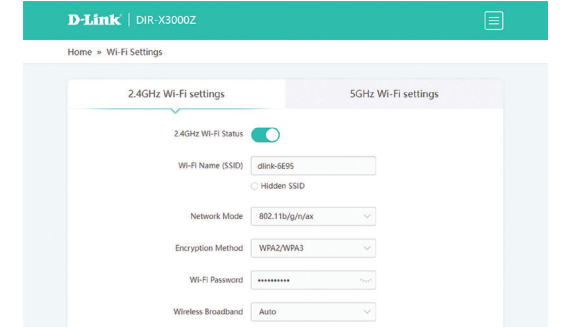 D-Link | DIR-X3000Z
Home » Wi-Fi Settings
2.4GHz Wi-Fi settings 5GHz Wi-Fi settings
2.4GHz Wi-Fi Status
Wi-Fi Name (SSID) dlink-6E95
Hidden SSID
Network Mode 802.11b/g/n/ax
Encryption Method WPA2/WPA3
Wi-Fi Password ••••••••••
Wireless Broadband Auto